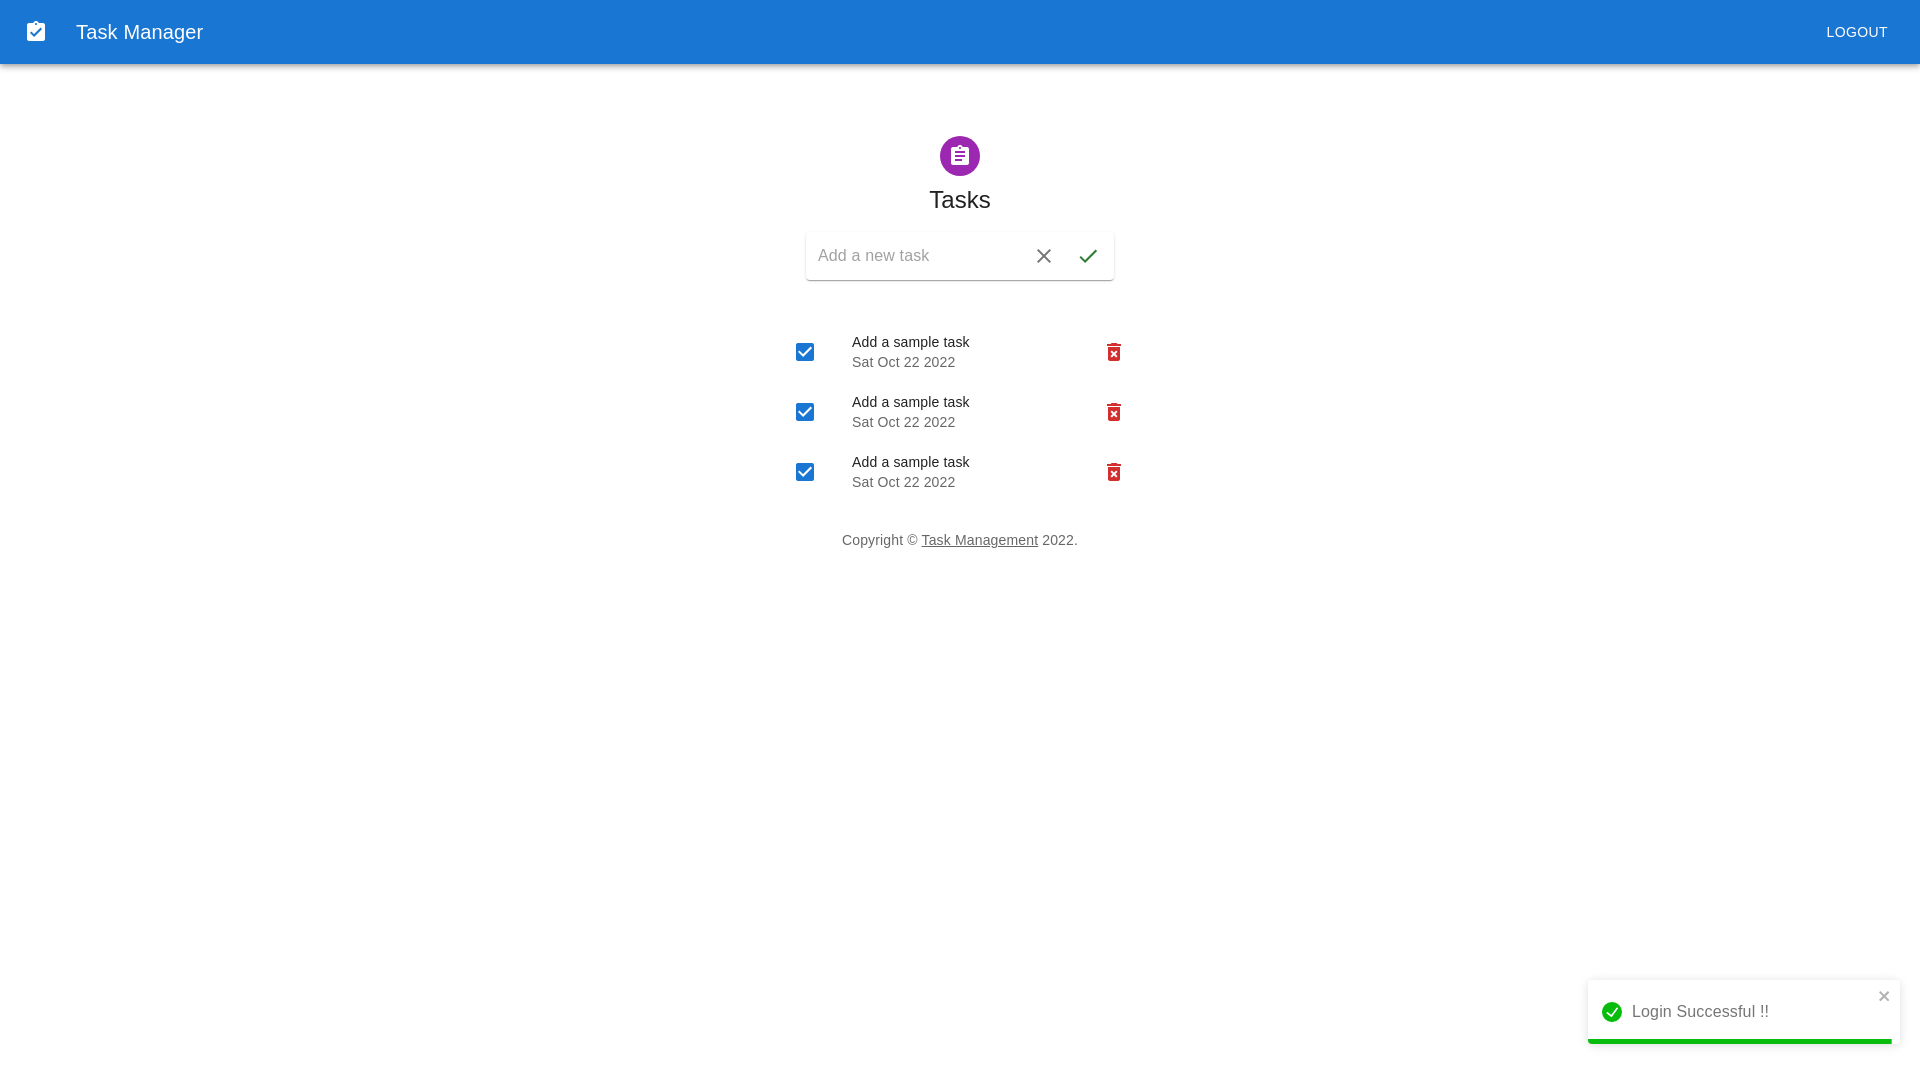 Task Manager
LOGOUT
Tasks
Add a new task
Add a sample task
Sat Oct 22 2022
Add a sample task
Sat Oct 22 2022
Add a sample task
Sat Oct 22 2022
Copyright © Task Management 2022.
Login Successful !!